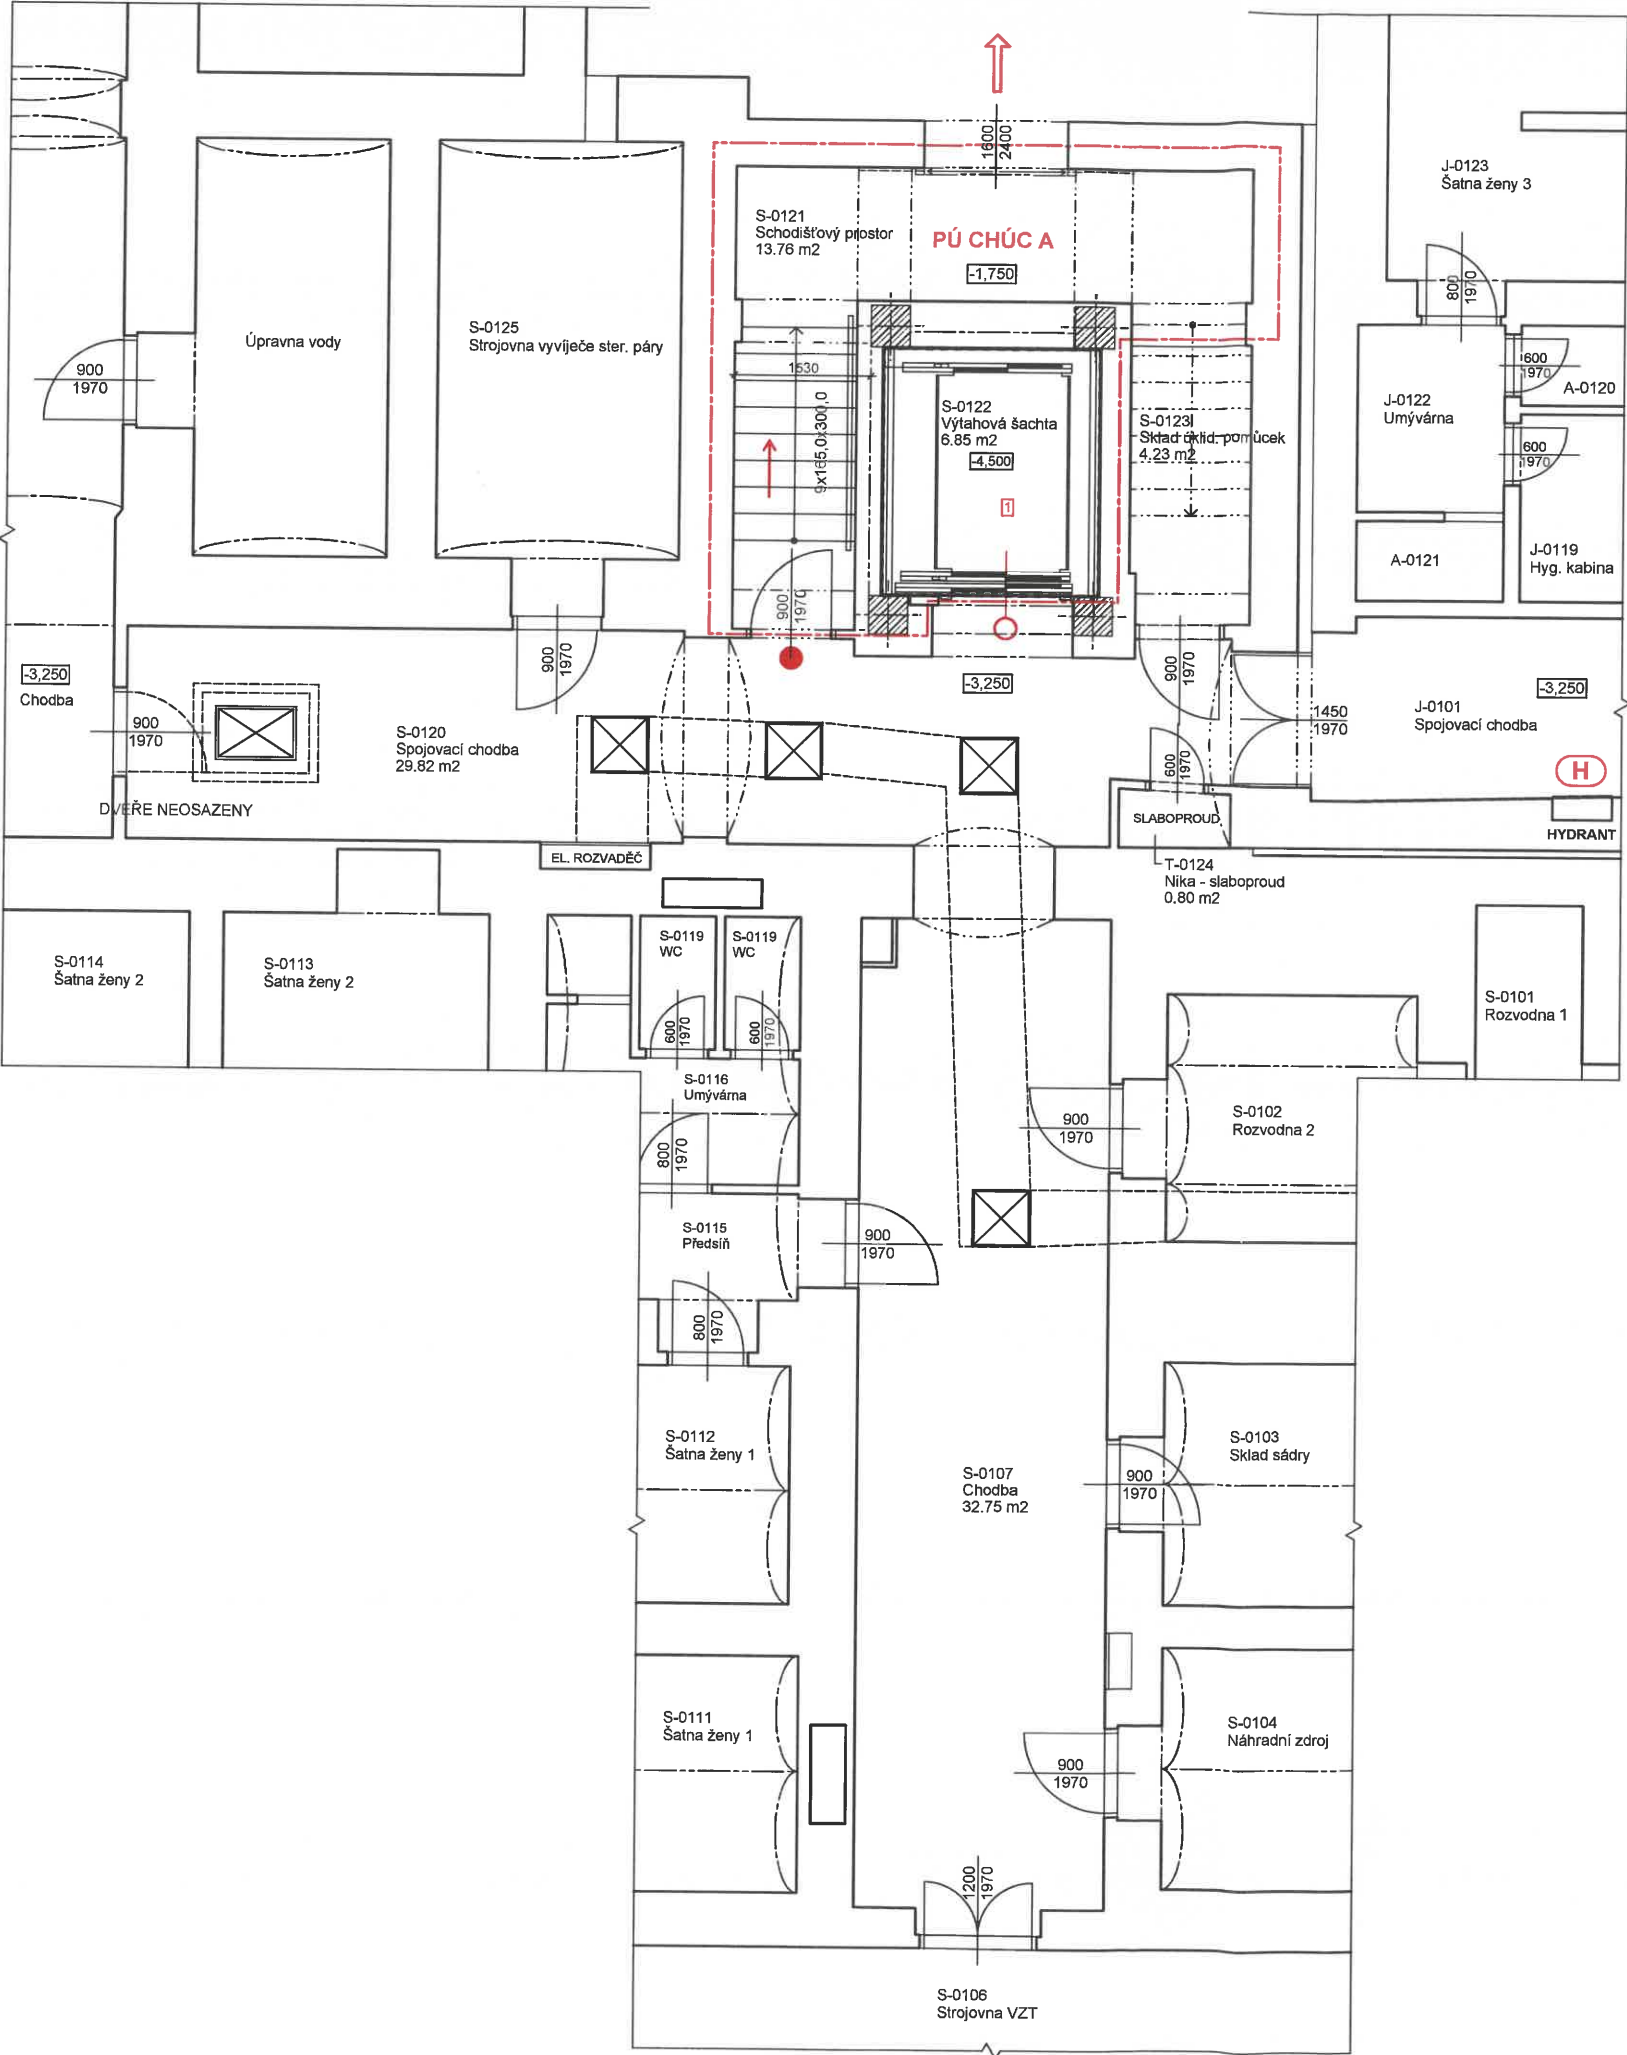 1600
2400
J-0123
Šatna ženy 3
S-0121
Schodišťový prostor
13.76 m2
PÚ CHÚC A
-1,750
800
1970
Úpravna vody
S-0125
Strojovna vyvíječe ster. páry
900
1970
1530
9x165,0x300,0
S-0122
Výtahová šachta
6.85 m2
-4,500
1
S-0123
Sklad úklid. pomůcek
4.23 m2
J-0122
Umývárna
600
1970
A-0120
600
1970
A-0121
J-0119
Hyg. kabina
900
1970
900
1970
900
1970
-3,250
Chodba
900
1970
S-0120
Spojovací chodba
29.82 m2
-3,250
1450
1970
J-0101
Spojovací chodba
-3,250
600
1970
H
DVEŘE NEOSAZENY
SLABOPROUD
HYDRANT
EL. ROZVADĚČ
T-0124
Nika - slaboproud
0.80 m2
S-0114
Šatna ženy 2
S-0113
Šatna ženy 2
S-0119
WC
S-0119
WC
S-0101
Rozvodna 1
600
1970
600
1970
S-0116
Umývárna
800
1970
900
1970
S-0102
Rozvodna 2
S-0115
Předsíň
900
1970
800
1970
S-0112
Šatna ženy 1
S-0107
Chodba
32.75 m2
900
1970
S-0103
Sklad sádry
S-0111
Šatna ženy 1
900
1970
S-0104
Náhradní zdroj
1200
1970
S-0106
Strojovna VZT